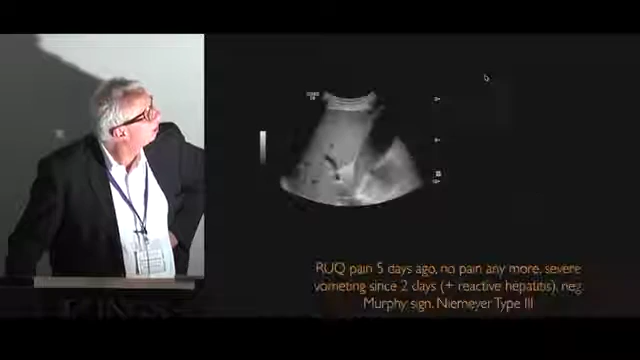 RUQ pain 5 days ago, no pain any more, severe
vometing since 2 days (+ reactive hepatitis), neg.
Murphy sign. Niemeyer Type III